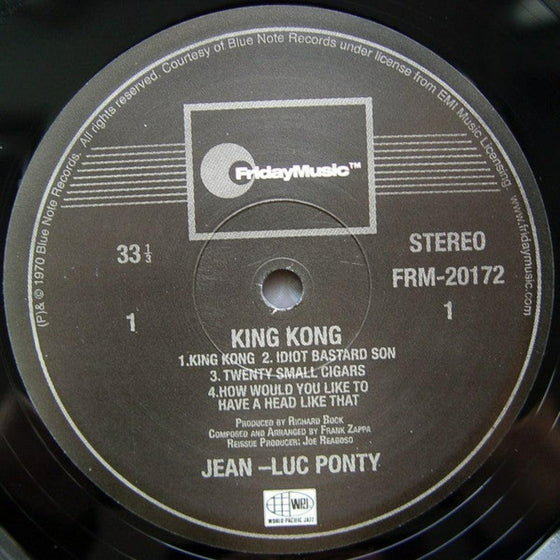 (P)& © 1970 Blue Note Records. All rights reserved. Courtesy of Blue Note Records under license from EMI Music Licensing. www.fridaymusic.com
FridayMusic™
33 1/3
STEREO
FRM-20172
1
1
KING KONG
1.KING KONG 2. IDIOT BASTARD SON
3. TWENTY SMALL CIGARS
4.HOW WOULD YOU LIKE TO
HAVE A HEAD LIKE THAT
PRODUCED BY RICHARD BOCK
COMPOSED AND ARRANGED BY FRANK ZAPPA
REISSUE PRODUCER: JOE REAGOSO
JEAN –LUC PONTY
WPJ
WORLD PACIFIC JAZZ